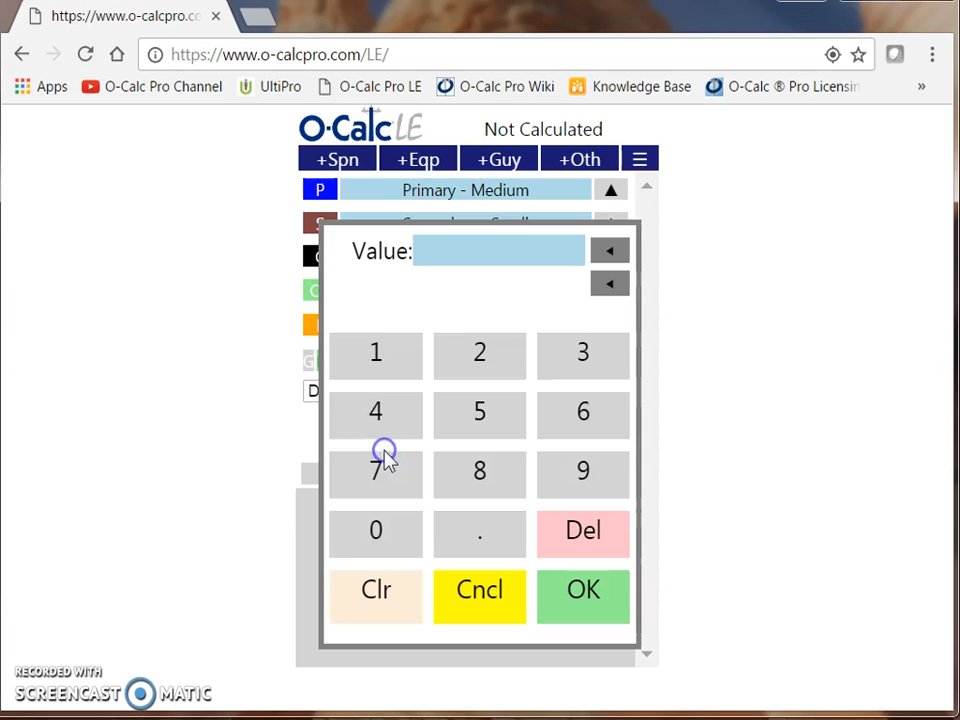 https://www.o-calcpro.cc
https://www.o-calcpro.com/LE/
Apps O-Calc Pro Channel UltiPro O-Calc Pro LE O-Calc Pro Wiki Knowledge Base O-Calc ® Pro Licensin »
O-Calc LE Not Calculated
+Spn +Eqp +Guy +Oth
P Primary - Medium
Value:
1 2 3
4 5 6
7 8 9
0 . Del
Clr Cncl OK
RECORDED WITH
SCREENCAST MATIC